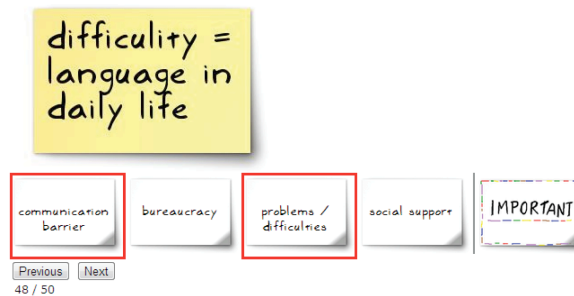 difficulity =
language in
daily life
communication
barrier
bureaucracy
problems /
difficulties
social support
IMPORTANT
Previous
Next
48 / 50